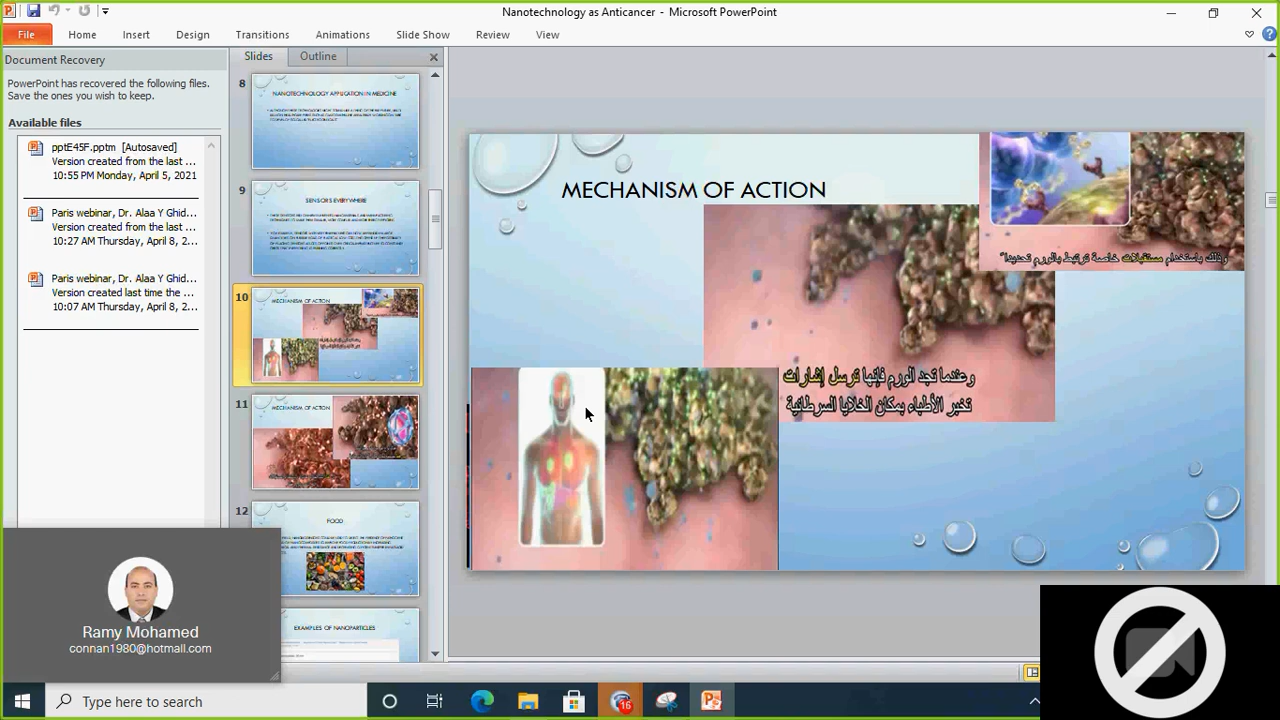 Nanotechnology as Anticancer - Microsoft PowerPoint
File Home Insert Design Transitions Animations Slide Show Review View
Document Recovery
PowerPoint has recovered the following files.
Save the ones you wish to keep.
Available files
pptE45F.pptm [Autosaved]
Version created from the last ...
10:55 PM Monday, April 5, 2021
Paris webinar, Dr. Alaa Y Ghid...
Version created from the last ...
10:27 AM Thursday, April 8, 2...
Paris webinar, Dr. Alaa Y Ghid...
Version created last time the ...
10:07 AM Thursday, April 8, 2...
Slides Outline
8
NANOTECHNOLOGY APPLICATION IN MEDICINE
9
SENSORS EVERYWHERE
10
MECHANISM OF ACTION
11
MECHANISM OF ACTION
12
FOOD
EXAMPLES OF NANOPARTICLES
MECHANISM OF ACTION
وذلك باستخدام مستقبلات خاصة ترتبط بالورم تحديدا ً
وعندما تجد الورم فإنها ترسل إشارات
تخبر الأطباء بمكان الخلايا السرطانية
Ramy Mohamed
connan1980@hotmail.com
Type here to search
16